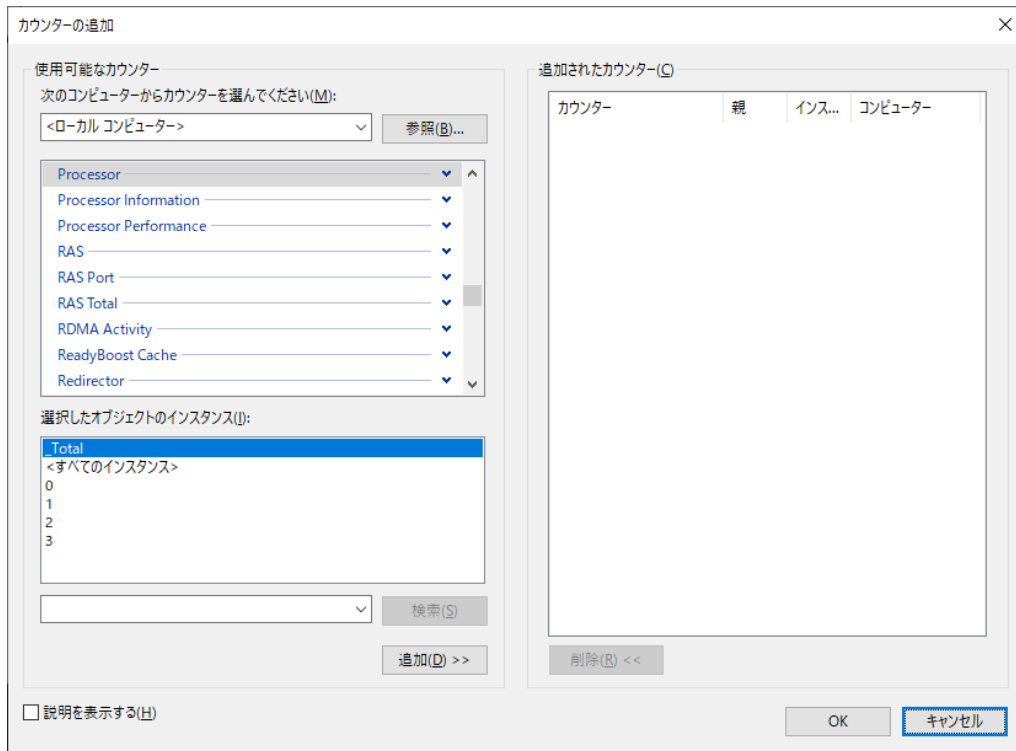 カウンターの追加
使用可能なカウンター
次のコンピューターからカウンターを選んでください(M):
<ローカル コンピューター>
参照(B)...
Processor
Processor Information
Processor Performance
RAS
RAS Port
RAS Total
RDMA Activity
ReadyBoost Cache
Redirector
選択したオブジェクトのインスタンス(I):
_Total
<すべてのインスタンス>
0
1
2
3
検索(S)
追加(D) >>
説明を表示する(H)
追加されたカウンター(C)
カウンター 親 インス... コンピューター
削除(R) <<
OK キャンセル